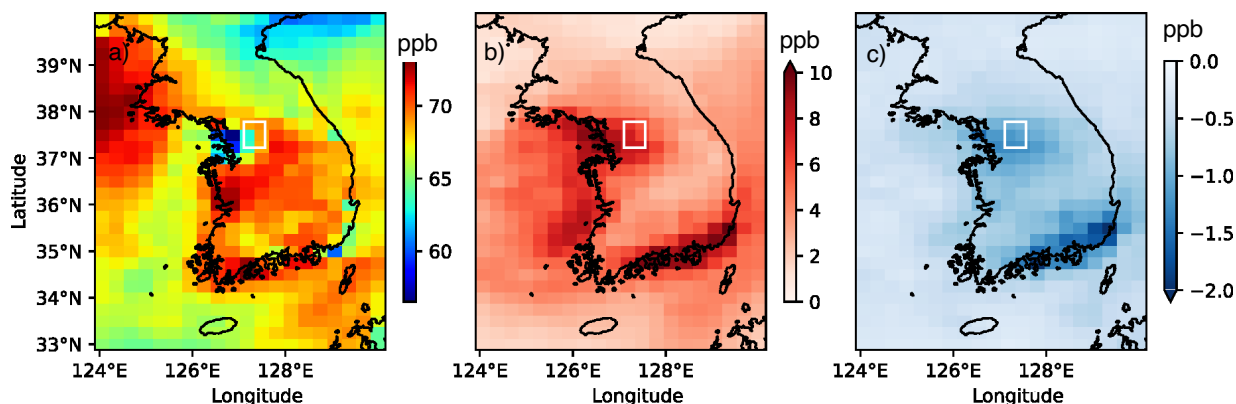 a)
ppb
39°N
38°N
37°N
36°N
35°N
34°N
33°N
Latitude
124°E
126°E
128°E
Longitude
70
65
60
b)
ppb
10
8
6
4
2
0
124°E
126°E
128°E
Longitude
c)
ppb
0.0
−0.5
−1.0
−1.5
−2.0
124°E
126°E
128°E
Longitude